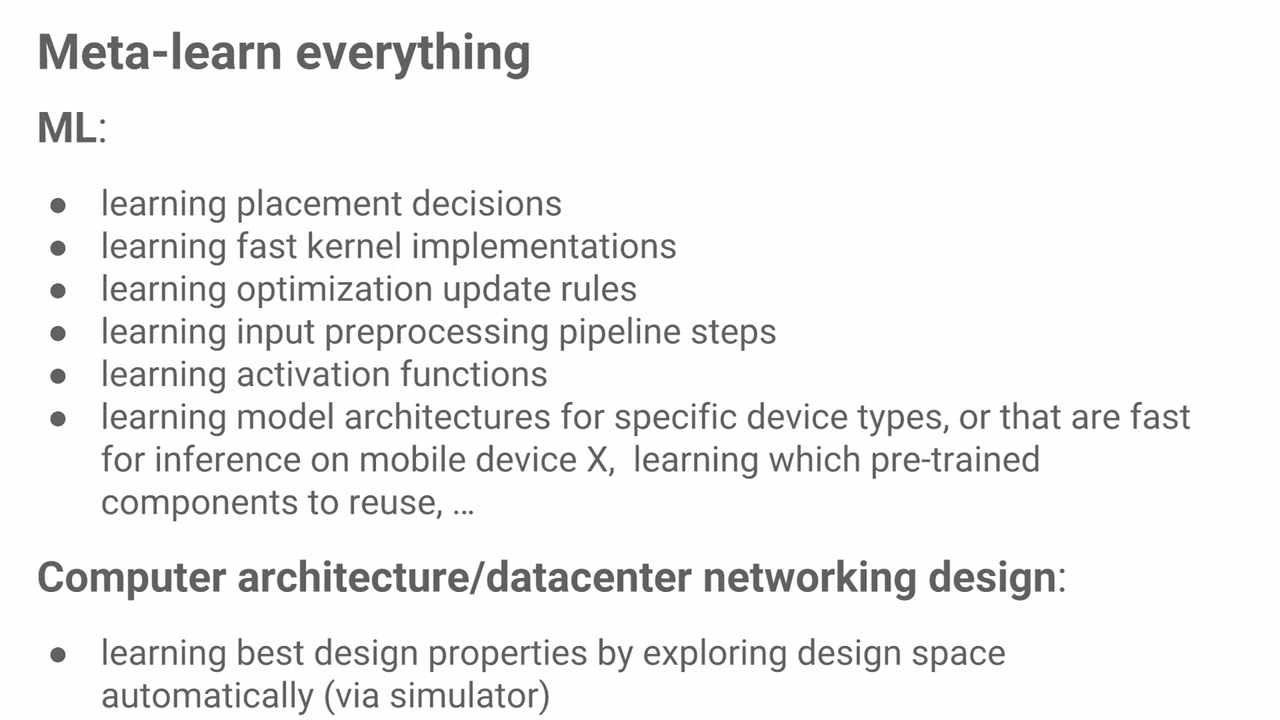 Meta-learn everything
ML:
● learning placement decisions
● learning fast kernel implementations
● learning optimization update rules
● learning input preprocessing pipeline steps
● learning activation functions
● learning model architectures for specific device types, or that are fast
for inference on mobile device X,  learning which pre-trained
components to reuse, …
Computer architecture/datacenter networking design:
● learning best design properties by exploring design space
automatically (via simulator)